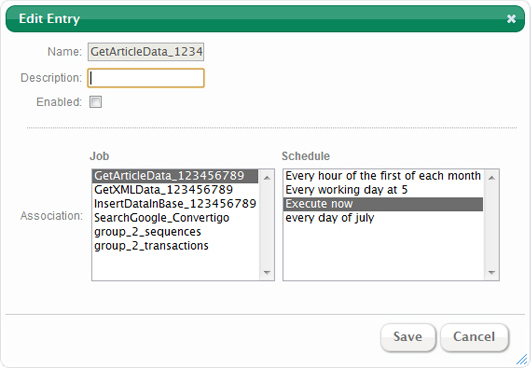 Edit Entry
Name: GetArticleData_1234
Description:
Enabled:
Job
Schedule
Association:
GetArticleData_123456789
GetXMLData_123456789
InsertDataInBase_123456789
SearchGoogle_Convertigo
group_2_sequences
group_2_transactions
Every hour of the first of each month
Every working day at 5
Execute now
every day of july
Save
Cancel